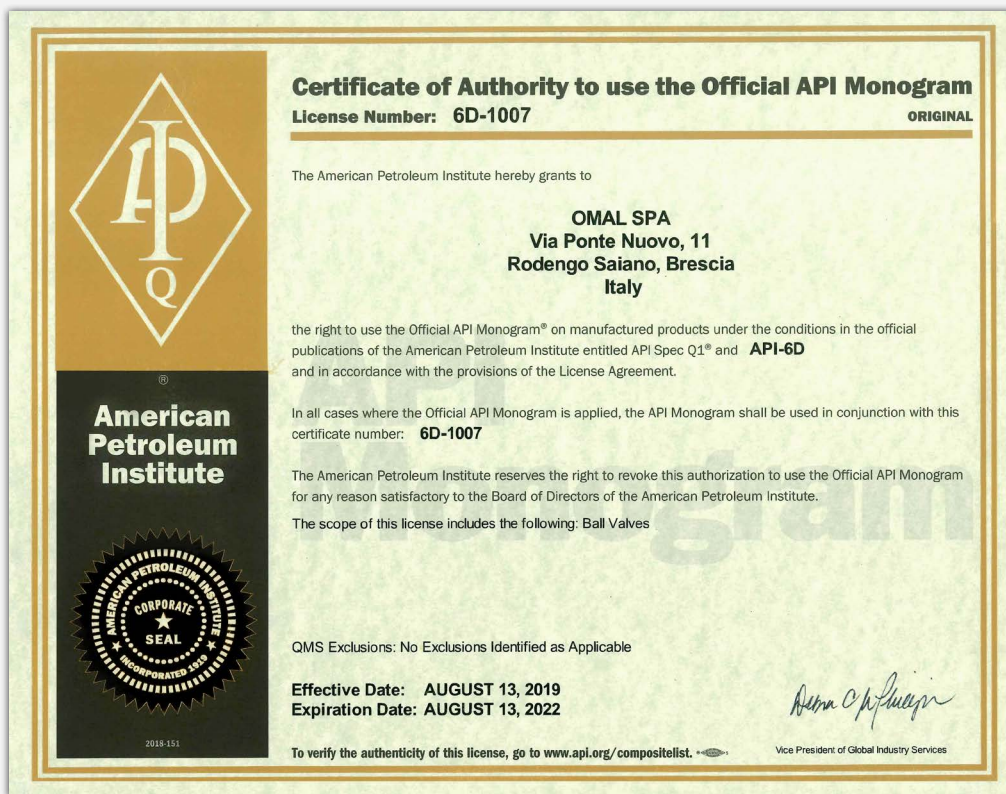 API
Q
®
American
Petroleum
Institute
AMERICAN PETROLEUM INSTITUTE
CORPORATE
SEAL
INCORPORATED 1919
2018-151
Certificate of Authority to use the Official API Monogram
License Number: 6D-1007
ORIGINAL
The American Petroleum Institute hereby grants to
OMAL SPA
Via Ponte Nuovo, 11
Rodengo Saiano, Brescia
Italy
the right to use the Official API Monogram® on manufactured products under the conditions in the official
publications of the American Petroleum Institute entitled API Spec Q1® and API-6D
and in accordance with the provisions of the License Agreement.
In all cases where the Official API Monogram is applied, the API Monogram shall be used in conjunction with this
certificate number: 6D-1007
The American Petroleum Institute reserves the right to revoke this authorization to use the Official API Monogram
for any reason satisfactory to the Board of Directors of the American Petroleum Institute.
The scope of this license includes the following: Ball Valves
API
Monogram
QMS Exclusions: No Exclusions Identified as Applicable
Effective Date: AUGUST 13, 2019
Expiration Date: AUGUST 13, 2022
To verify the authenticity of this license, go to www.api.org/compositelist.
Vice President of Global Industry Services